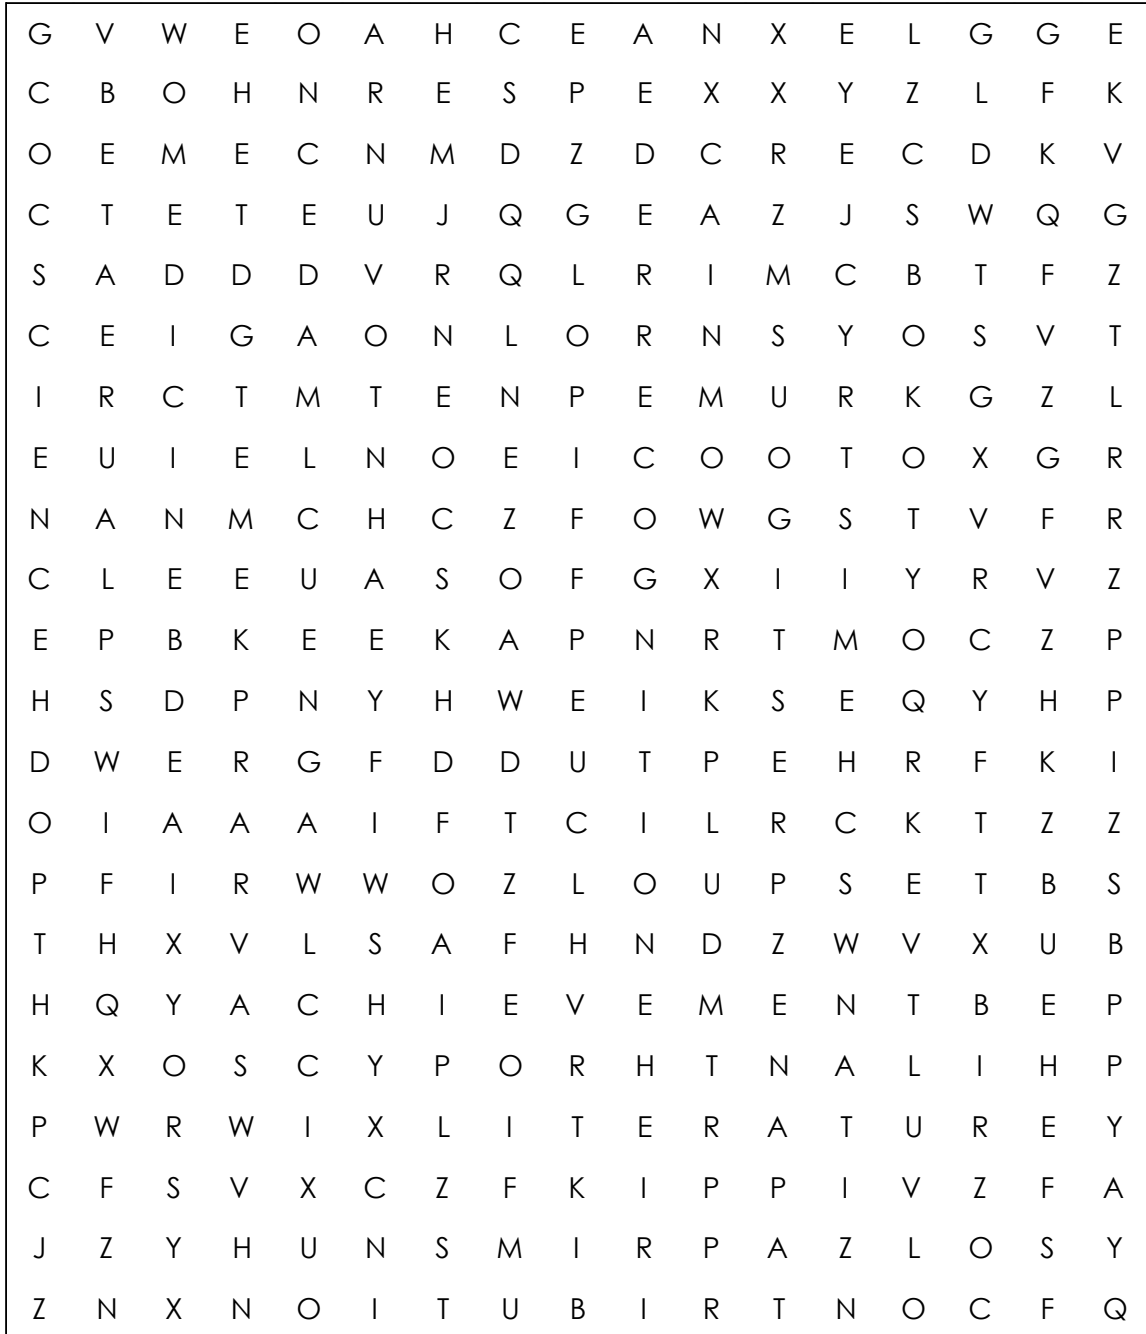 G V W E O A H C E A N X E L G G E
C B O H N R E S P E X X Y Z L F K
O E M E C N M D Z D C R E C D K V
C T E T E U J Q G E A Z J S W Q G
S A D D D V R Q L R I M C B T F Z
C E I G A O N L O R N S Y O S V T
I R C T M T E N P E M U R K G Z L
E U I E L N O E I C O O T O X G R
N A N M C H C Z F O W G S T V F R
C L E E U A S O F G X I I Y R V Z
E P B K E E K A P N R T M O C Z P
H S D P N Y H W E I K S E Q Y H P
D W E R G F D D U T P E H R F K I
O I A A A I F T C I L R C K T Z Z
P F I R W W O Z L O U P S E T B S
T H X V L S A F H N D Z W V X U B
H Q Y A C H I E V E M E N T B E P
K X O S C Y P O R H T N A L I H P
P W R W I X L I T E R A T U R E Y
C F S V X C Z F K I P P I V Z F A
J Z Y H U N S M I R P A Z L O S Y
Z N X N O I T U B I R T N O C F Q